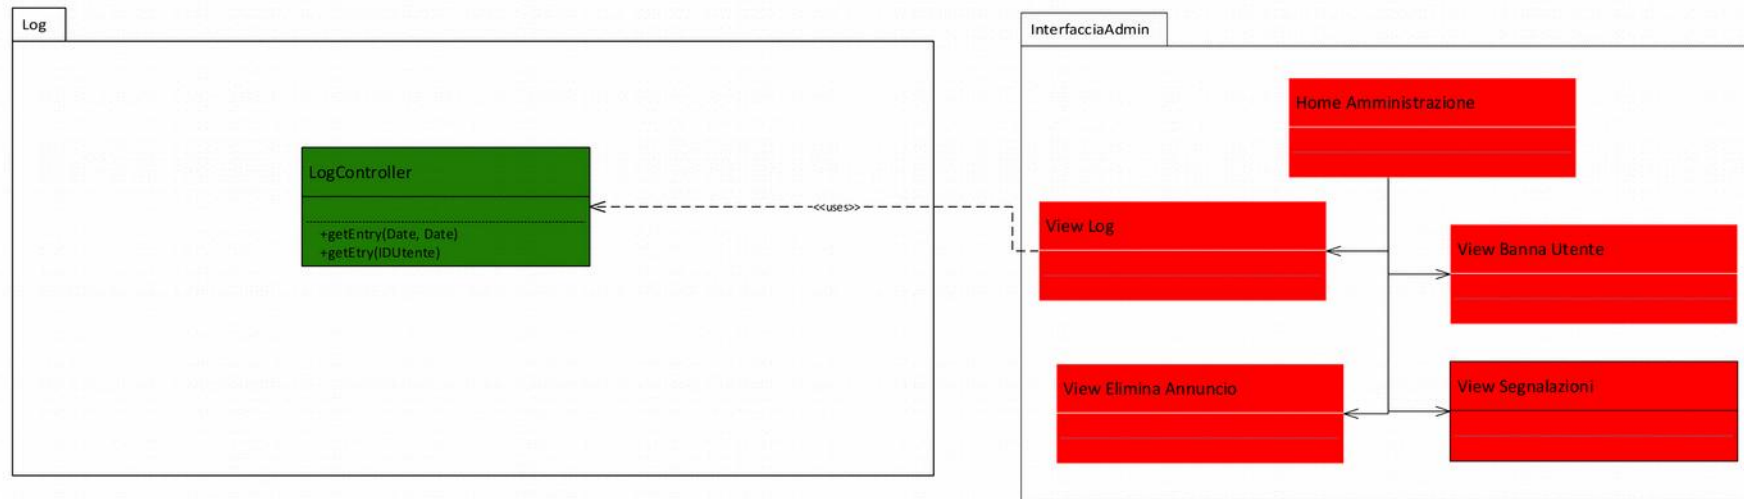 Log
LogController
+getEntry(Date, Date)
+getEtry(IDUtente)
<<uses>>
InterfacciaAdmin
Home Amministrazione
View Log
View Banna Utente
View Elimina Annuncio
View Segnalazioni